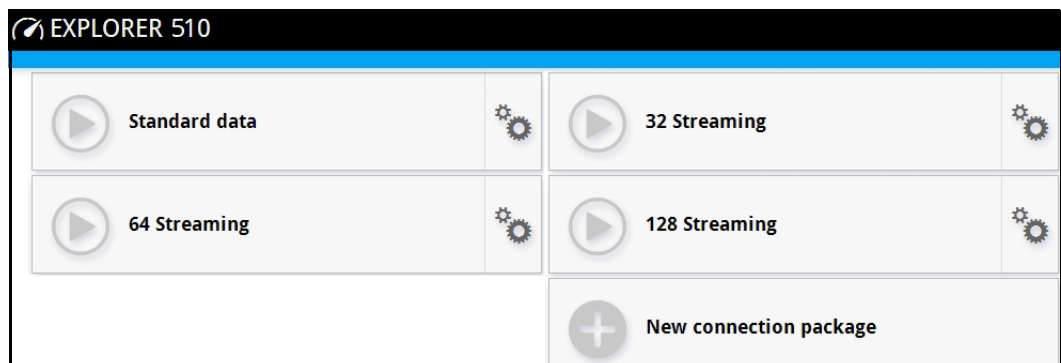 EXPLORER 510
Standard data
32 Streaming
64 Streaming
128 Streaming
New connection package